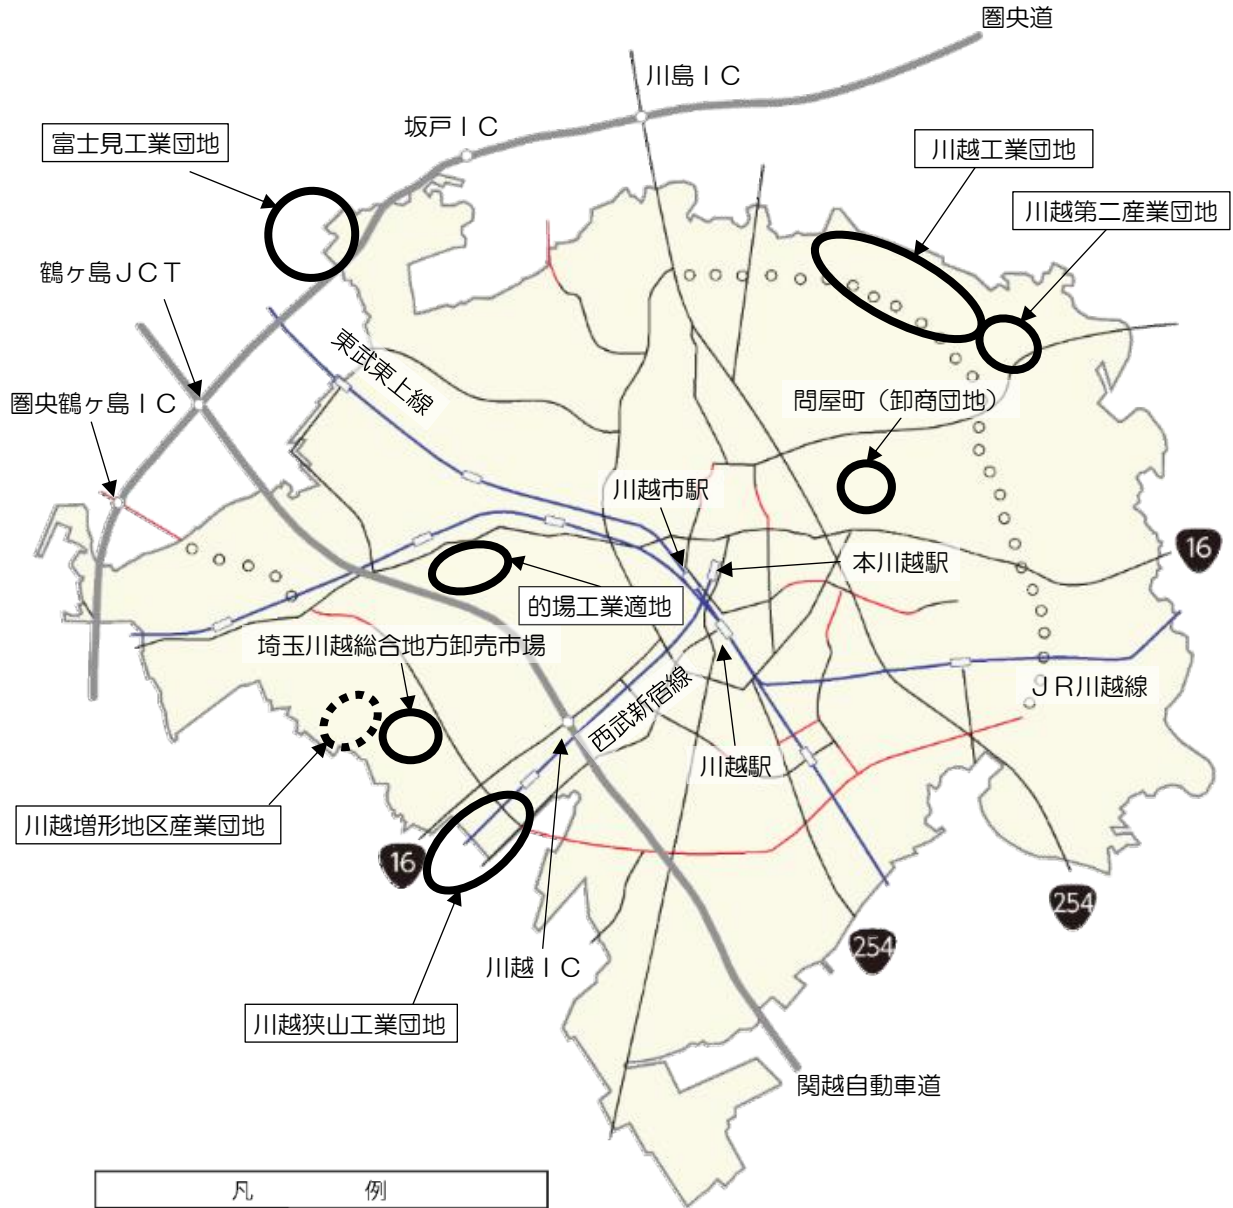 圏央道
川島ＩＣ
坂戸ＩＣ
富士見工業団地
川越工業団地
川越第二産業団地
鶴ヶ島ＪＣＴ
東武東上線
圏央鶴ヶ島ＩＣ
問屋町（卸商団地）
川越市駅
16
本川越駅
的場工業適地
埼玉川越総合地方卸売市場
西武新宿線
ＪＲ川越線
川越駅
川越増形地区産業団地
16
254
254
川越ＩＣ
川越狭山工業団地
関越自動車道
凡　　例